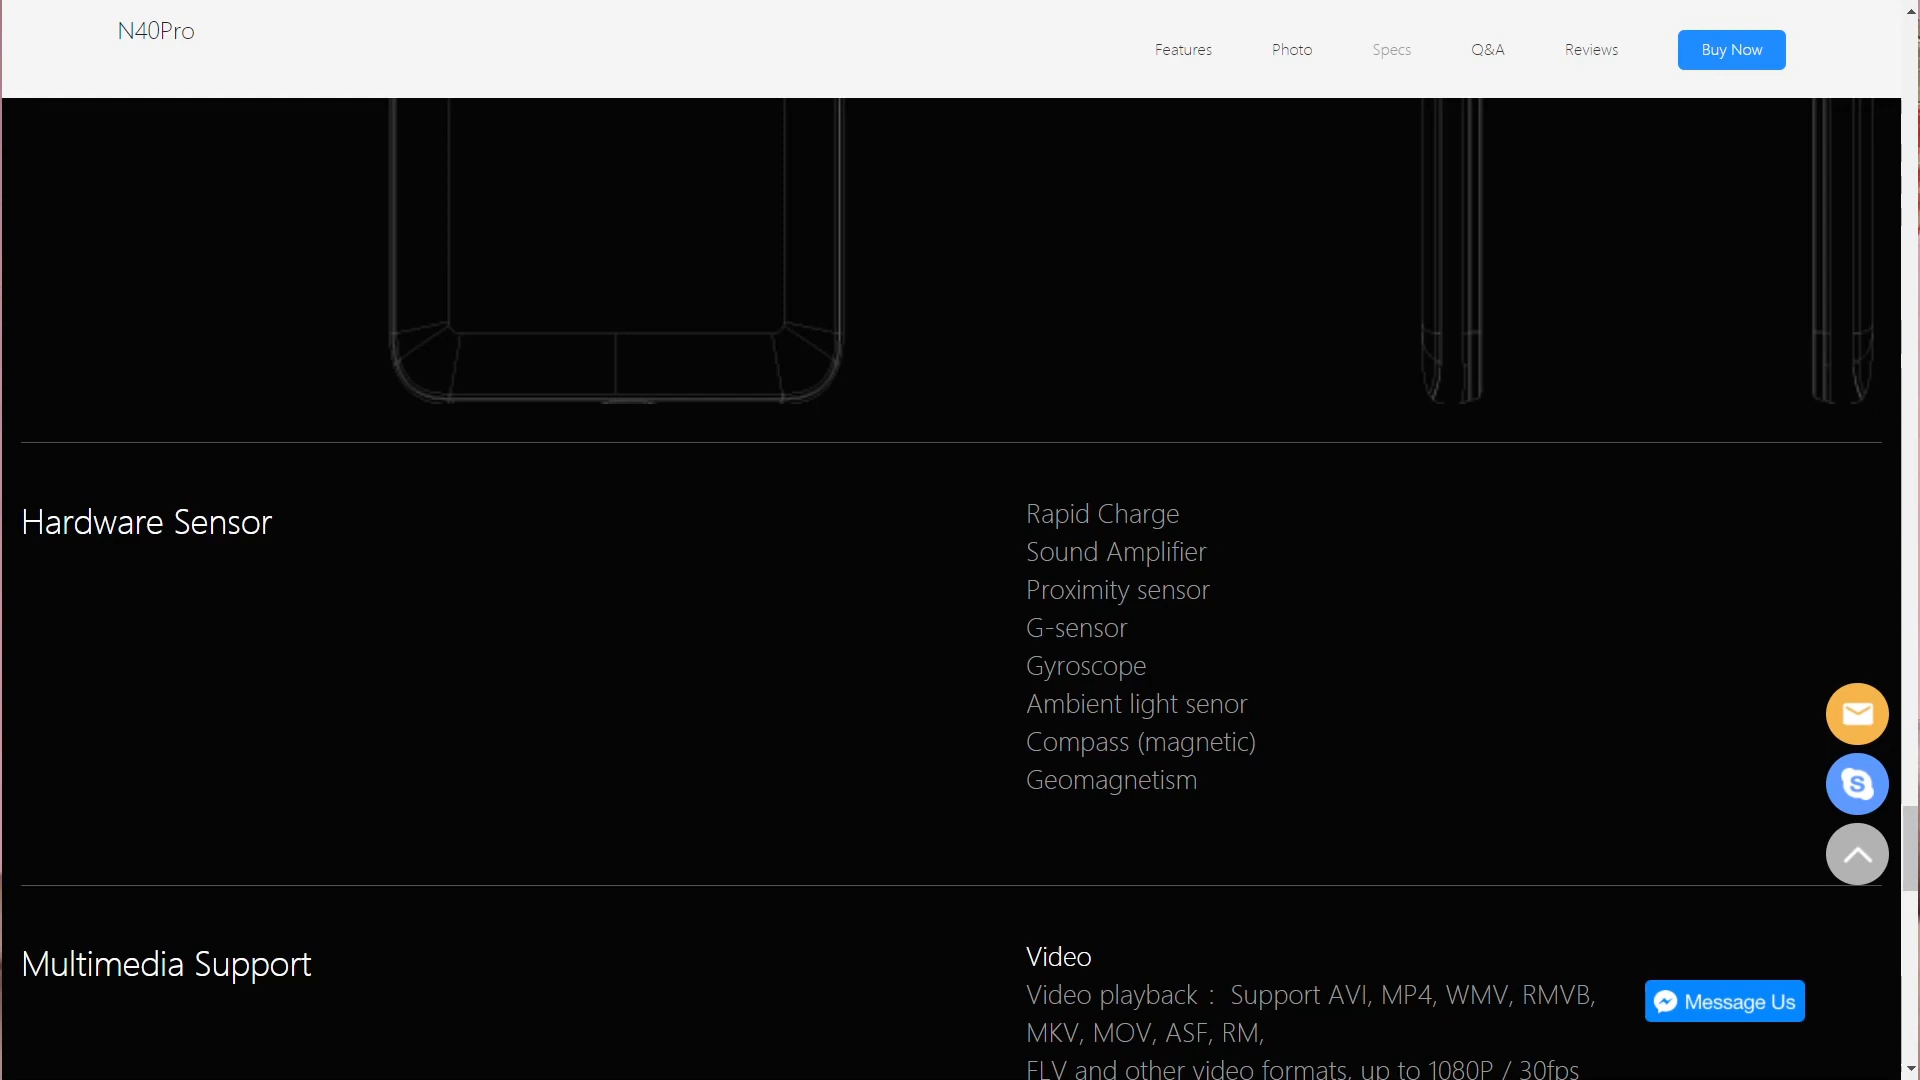 N40Pro
Features
Photo
Specs
Q&A
Reviews
Buy Now
Hardware Sensor
Rapid Charge
Sound Amplifier
Proximity sensor
G-sensor
Gyroscope
Ambient light senor
Compass (magnetic)
Geomagnetism
Multimedia Support
Video
Video playback： Support AVI, MP4, WMV, RMVB,
MKV, MOV, ASF, RM,
FLV and other video formats, up to 1080P / 30fps
Message Us